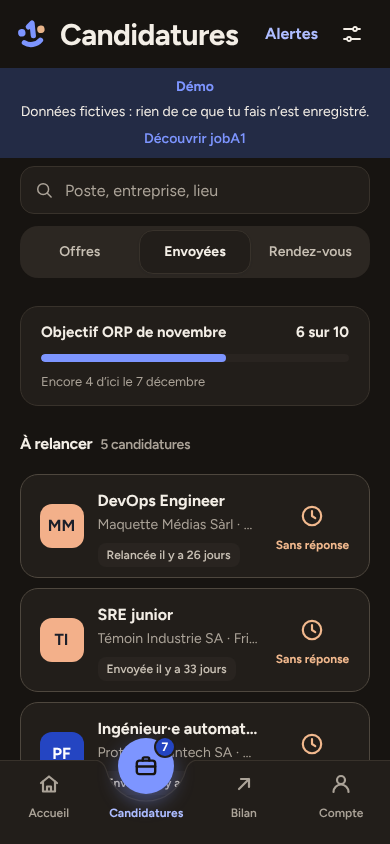 Candidatures
Alertes
Démo
Données fictives : rien de ce que tu fais n'est enregistré.
Découvrir jobA1
Poste, entreprise, lieu
Offres
Envoyées
Rendez-vous
Objectif ORP de novembre
6 sur 10
Encore 4 d'ici le 7 décembre
À relancer 5 candidatures
MM
DevOps Engineer
Maquette Médias Sàrl · ...
Relancée il y a 26 jours
Sans réponse
TI
SRE junior
Témoin Industrie SA · Fri...
Envoyée il y a 33 jours
Sans réponse
PF
Ingénieur·e automat...
7
Accueil
Candidatures
Bilan
Compte